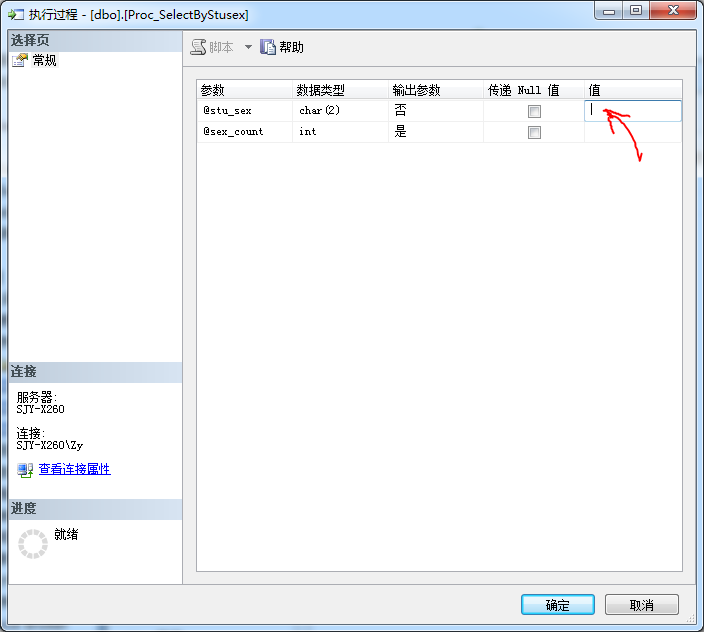 执行过程 - [dbo].[Proc_SelectByStusex]
选择页
常规
脚本 帮助
参数 数据类型 输出参数 传递 Null 值 值
@stu_sex char(2) 否
@sex_count int 是
连接
服务器:
SJY-X260
连接:
SJY-X260\Zy
查看连接属性
进度
就绪
确定 取消